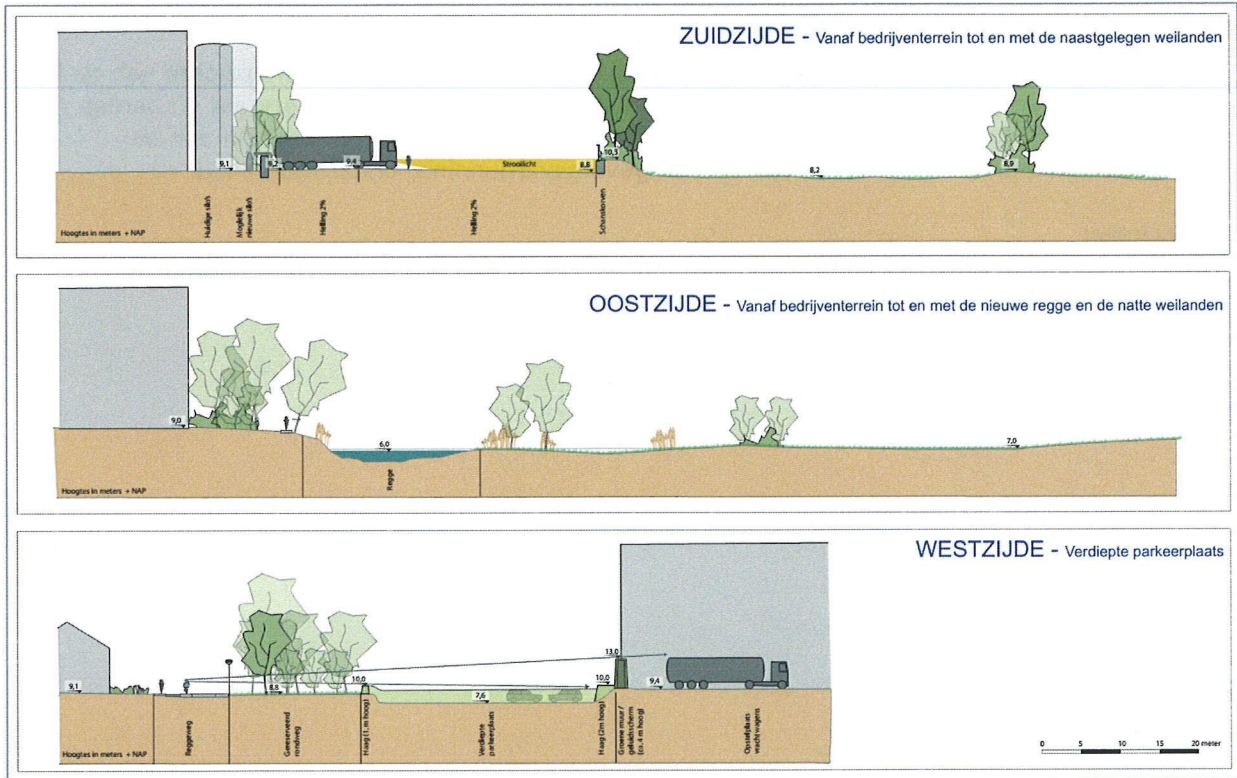 ZUIDZIJDE - Vanaf bedrijventerrein tot en met de naastgelegen weilanden
9,1
8,2
9,6
Strooilicht
8,8
10,3
8,2
8,9
Hoogtes in meters + NAP
Huidige silo's
Mogelijk
nieuwe silo's
Helling 2%
Helling 2%
Schanskorven
OOSTZIJDE - Vanaf bedrijventerrein tot en met de nieuwe regge en de natte weilanden
9,0
6,0
7,0
Regge
Hoogtes in meters + NAP
WESTZIJDE - Verdiepte parkeerplaats
13,0
9,1
8,8
10,0
7,6
10,0
9,4
Hoogtes in meters + NAP
Reggeweg
Gereserveerd
rondweg
Haag (1, m hoog)
Verdiepte
parkeerplaats
Haag (2m hoog)
Groene muur /
geluidsscherm
(ca. 4 m hoog)
Opstelplaats
vrachtwagens
0 5 10 15 20 meter